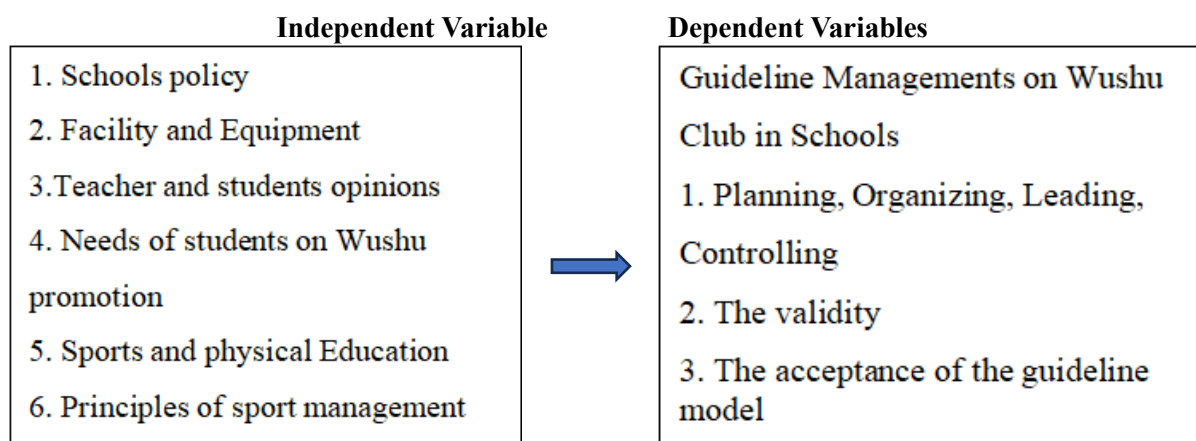 Independent Variable
Dependent Variables
1. Schools policy
2. Facility and Equipment
3.Teacher and students opinions
4. Needs of students on Wushu
promotion
5. Sports and physical Education
6. Principles of sport management
Guideline Managements on Wushu
Club in Schools
1. Planning, Organizing, Leading,
Controlling
2. The validity
3. The acceptance of the guideline
model